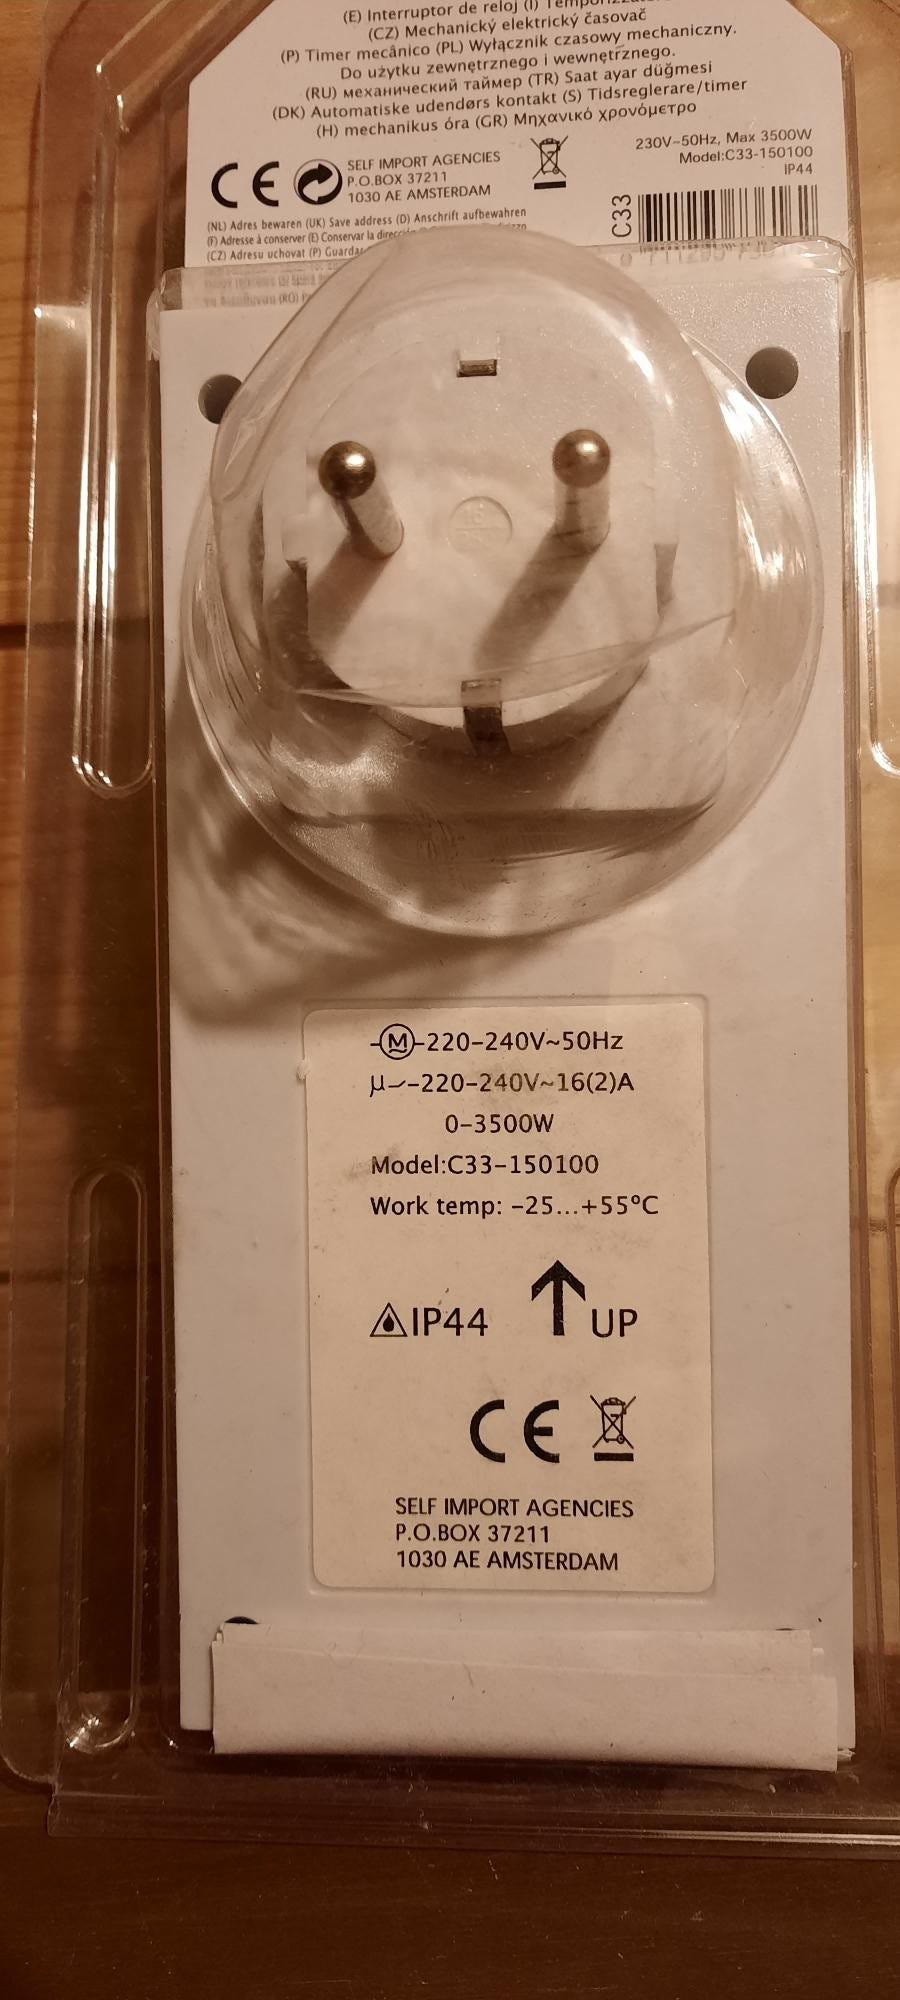 (E) Interruptor de reloj (I)
(CZ) Mechanický elektrický časovač
(P) Timer mecânico (PL) Wyłącznik czasowy mechaniczny.
Do użytku zewnętrznego i wewnętrznego.
(RU) механический таймер (TR) Saat ayar düğmesi
(DK) Automatiske udendørs kontakt (S) Tidsreglerare/timer
(H) mechanikus óra (GR) Μηχανικό χρονόμετρο
CE
SELF IMPORT AGENCIES
P.O.BOX 37211
1030 AE AMSTERDAM
230V~50Hz, Max 3500W
Model:C33-150100
IP44
C33
(NL) Adres bewaren (UK) Save address (D) Anschrift aufbewahren
(F) Adresse à conserver (E) Conservar la
(CZ) Adresu uchovat (P)
M 220-240V~50Hz
μ 220-240V~16(2)A
0-3500W
Model:C33-150100
Work temp: -25...+55°C
IP44 UP
CE
SELF IMPORT AGENCIES
P.O.BOX 37211
1030 AE AMSTERDAM